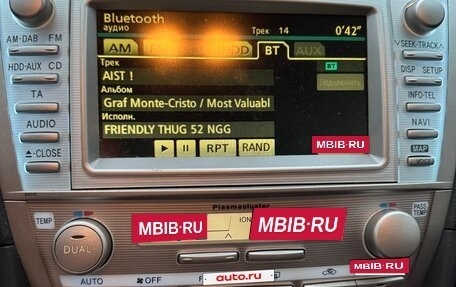 Bluetooth
аудио
Трек 14
0'42"
AM
DD
BT
AUX
Трек
AIST !
BT
Подключить
Альбом
Graf Monte-Cristo / Most Valuabl
Исполн.
FRIENDLY THUG 52 NGG
RPT
RAND
AM-DAB
FM
HDD-AUX
CD
TA
AUDIO
CLOSE
SEEK-TRACK
DISP
SETUP
INFO-TEL
NAVI
MAP
MBIB·RU
Plasmacluster
TEMP
DUAL
ION
PASS TEMP
MBIB·RU
MBIB·RU
MBIB·RU
AUTO
OFF
F
auto.ru